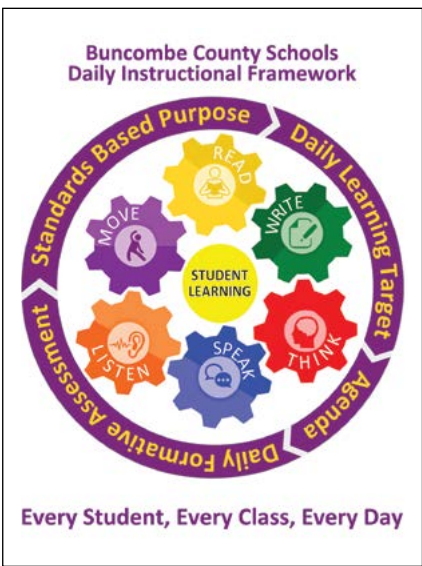 Buncombe County Schools
Daily Instructional Framework
Standards Based Purpose
Daily Learning Target
Agenda
Daily Formative Assessment
READ
WRITE
THINK
SPEAK
LISTEN
MOVE
STUDENT
LEARNING
Every Student, Every Class, Every Day